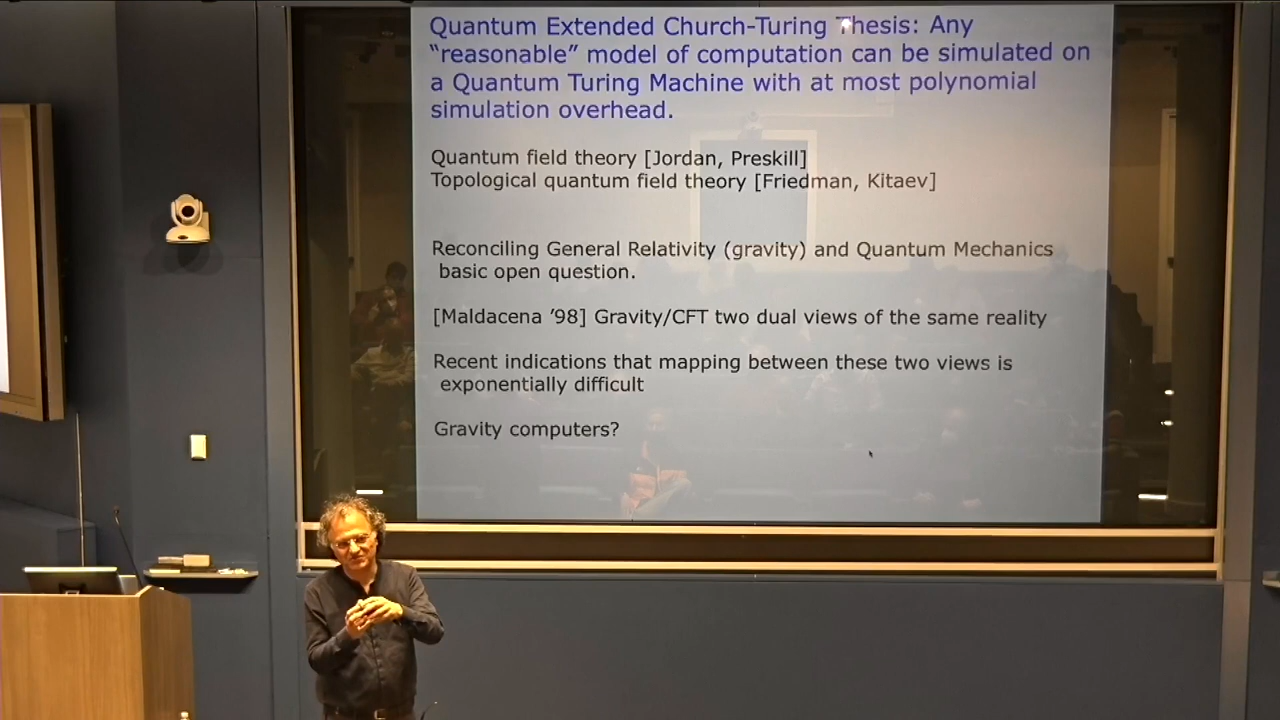 Quantum Extended Church-Turing Thesis: Any
“reasonable” model of computation can be simulated on
a Quantum Turing Machine with at most polynomial
simulation overhead.
Quantum field theory [Jordan, Preskill]
Topological quantum field theory [Friedman, Kitaev]
Reconciling General Relativity (gravity) and Quantum Mechanics
basic open question.
[Maldacena ’98] Gravity/CFT two dual views of the same reality
Recent indications that mapping between these two views is
exponentially difficult
Gravity computers?